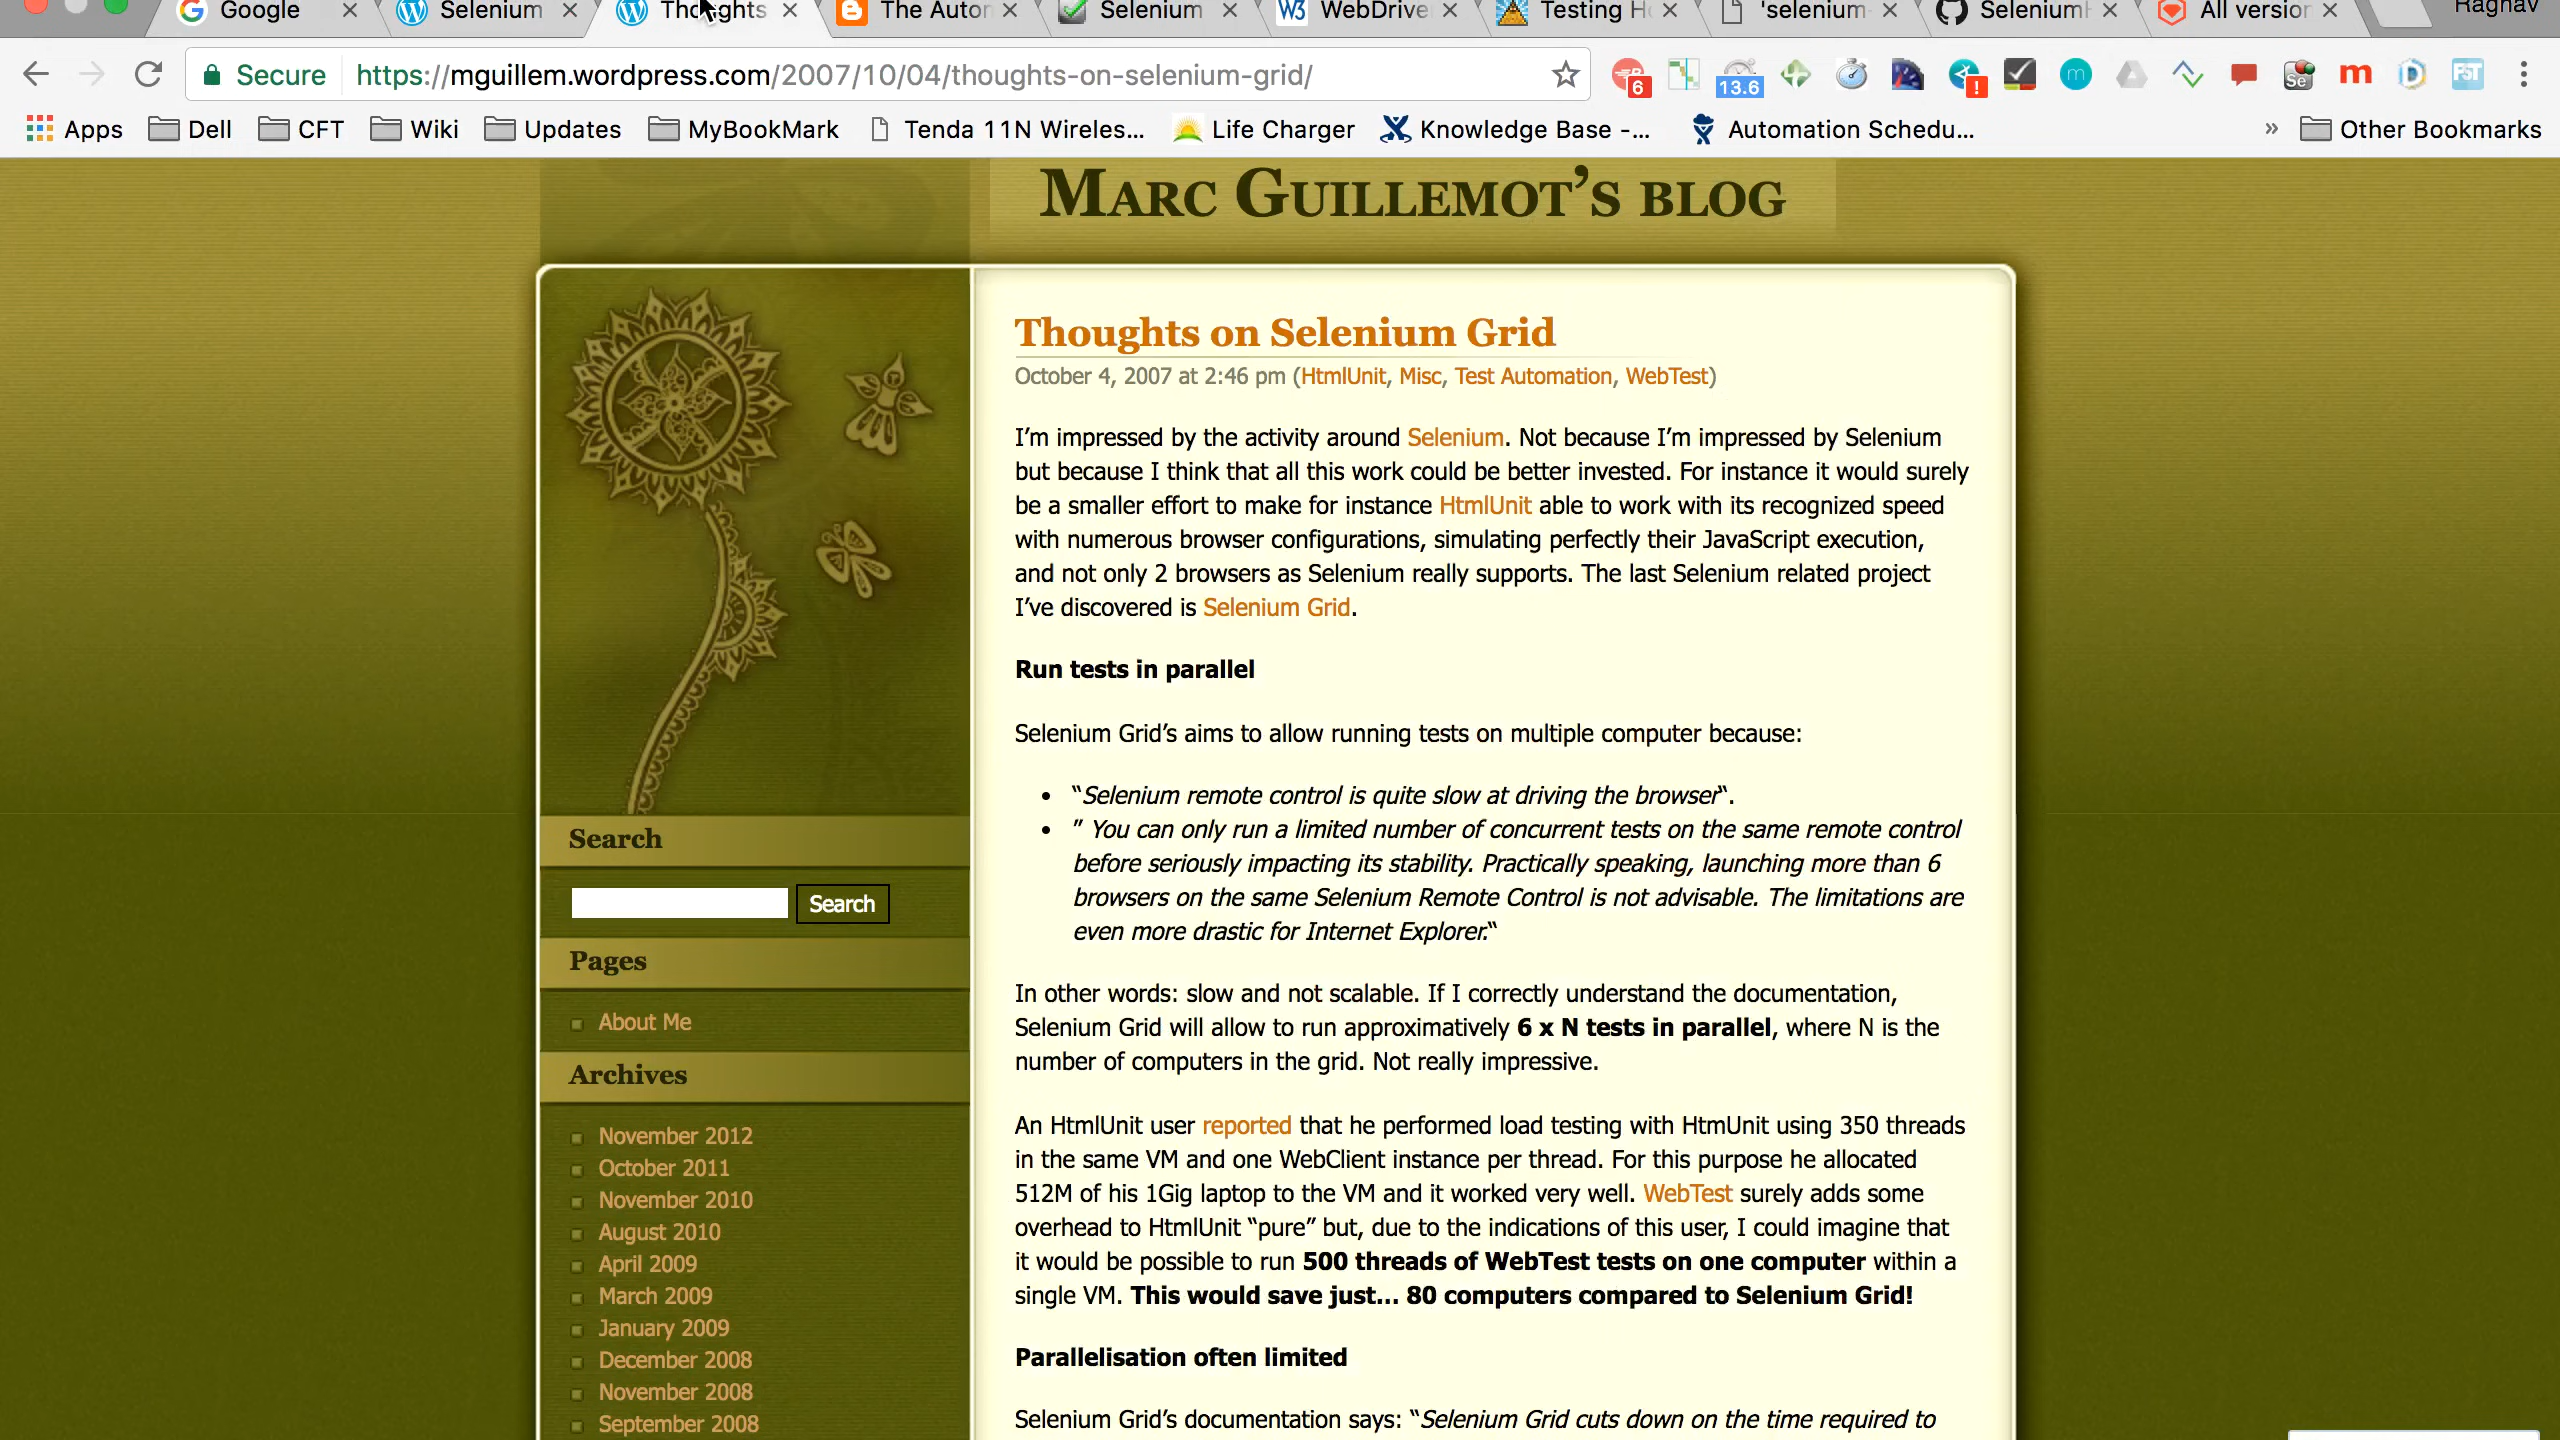 Google
Selenium
Thoughts
The Auton
Selenium
WebDrive
Testing H
'selenium-
SeleniumH
All version
Raghav
Secure https://mguillem.wordpress.com/2007/10/04/thoughts-on-selenium-grid/
6
13.6
Apps Dell CFT Wiki Updates MyBookMark Tenda 11N Wireles... Life Charger Knowledge Base -... Automation Schedu... » Other Bookmarks
Marc Guillemot's blog
Thoughts on Selenium Grid
October 4, 2007 at 2:46 pm (HtmlUnit, Misc, Test Automation, WebTest)
I'm impressed by the activity around Selenium. Not because I'm impressed by Selenium
but because I think that all this work could be better invested. For instance it would surely
be a smaller effort to make for instance HtmlUnit able to work with its recognized speed
with numerous browser configurations, simulating perfectly their JavaScript execution,
and not only 2 browsers as Selenium really supports. The last Selenium related project
I've discovered is Selenium Grid.
Run tests in parallel
Selenium Grid's aims to allow running tests on multiple computer because:
• “Selenium remote control is quite slow at driving the browser“.
• ” You can only run a limited number of concurrent tests on the same remote control
before seriously impacting its stability. Practically speaking, launching more than 6
browsers on the same Selenium Remote Control is not advisable. The limitations are
even more drastic for Internet Explorer.“
In other words: slow and not scalable. If I correctly understand the documentation,
Selenium Grid will allow to run approximatively 6 x N tests in parallel, where N is the
number of computers in the grid. Not really impressive.
An HtmlUnit user reported that he performed load testing with HtmUnit using 350 threads
in the same VM and one WebClient instance per thread. For this purpose he allocated
512M of his 1Gig laptop to the VM and it worked very well. WebTest surely adds some
overhead to HtmlUnit “pure” but, due to the indications of this user, I could imagine that
it would be possible to run 500 threads of WebTest tests on one computer within a
single VM. This would save just... 80 computers compared to Selenium Grid!
Parallelisation often limited
Selenium Grid's documentation says: “Selenium Grid cuts down on the time required to
Search
Search
Pages
About Me
Archives
November 2012
October 2011
November 2010
August 2010
April 2009
March 2009
January 2009
December 2008
November 2008
September 2008